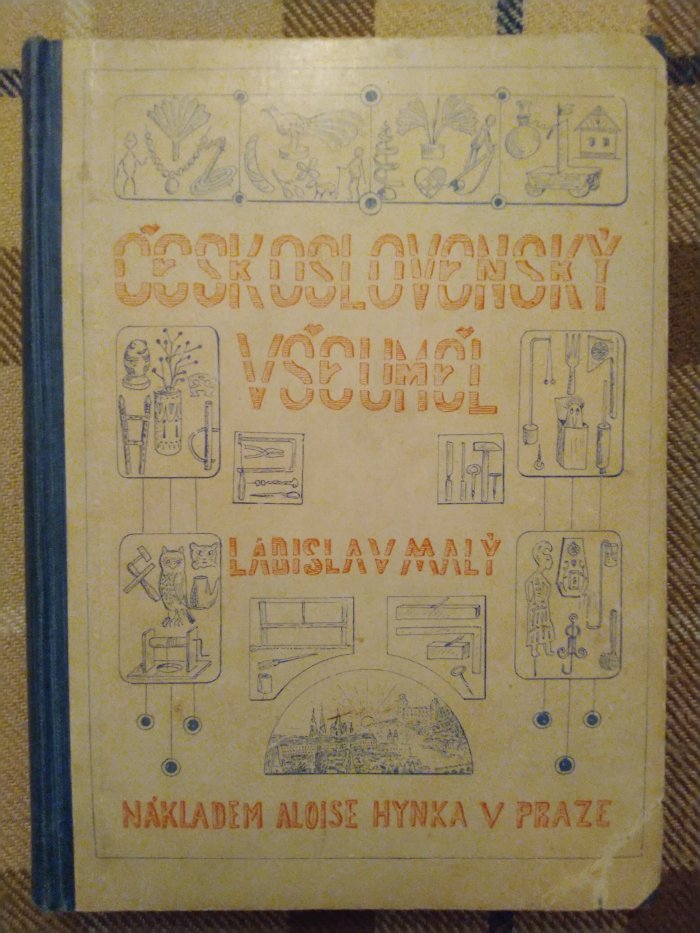 ČESKOSLOVENSKÝ
VŠEUMĚL
LADISLAV MALÝ
NÁKLADEM ALOISE HYNKA V PRAZE